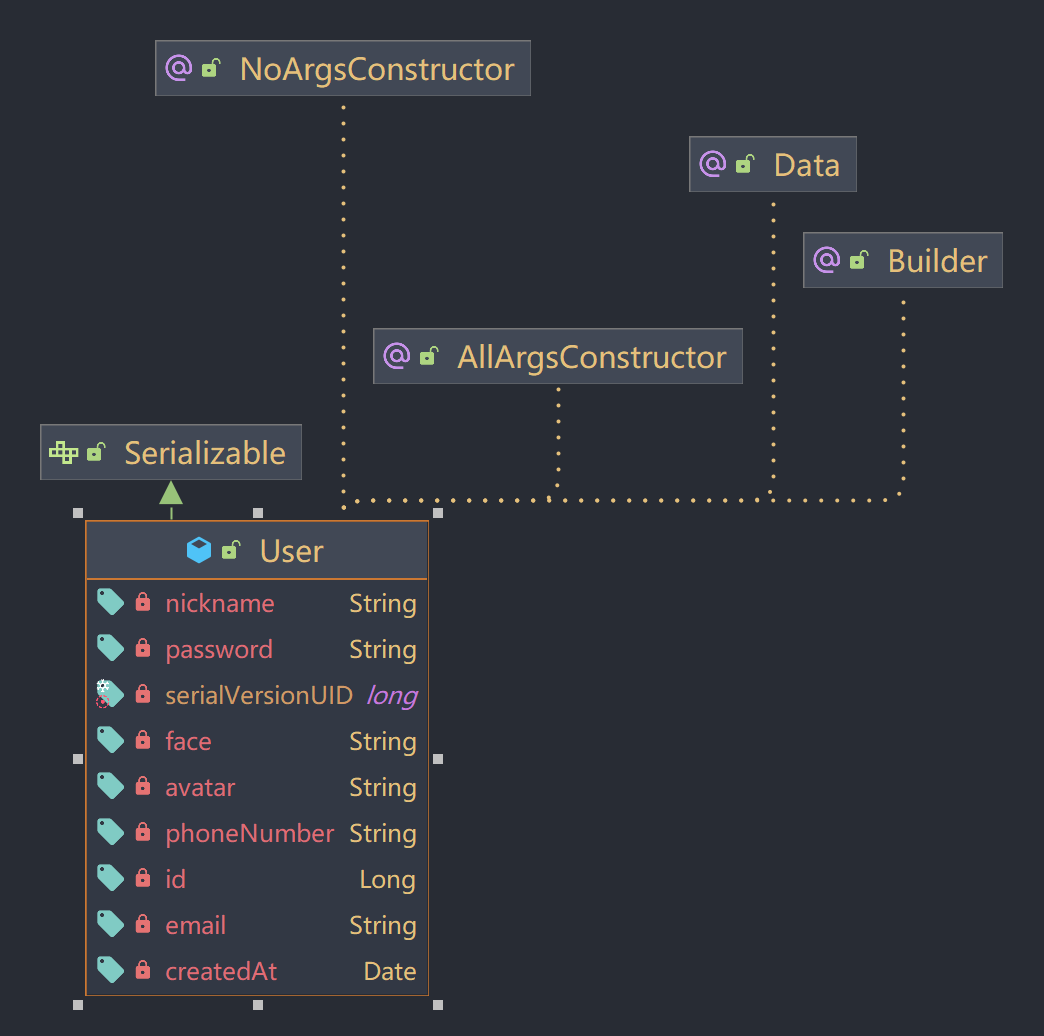 NoArgsConstructor
Data
Builder
AllArgsConstructor
Serializable
User
nickname String
password String
serialVersionUID long
face String
avatar String
phoneNumber String
id Long
email String
createdAt Date